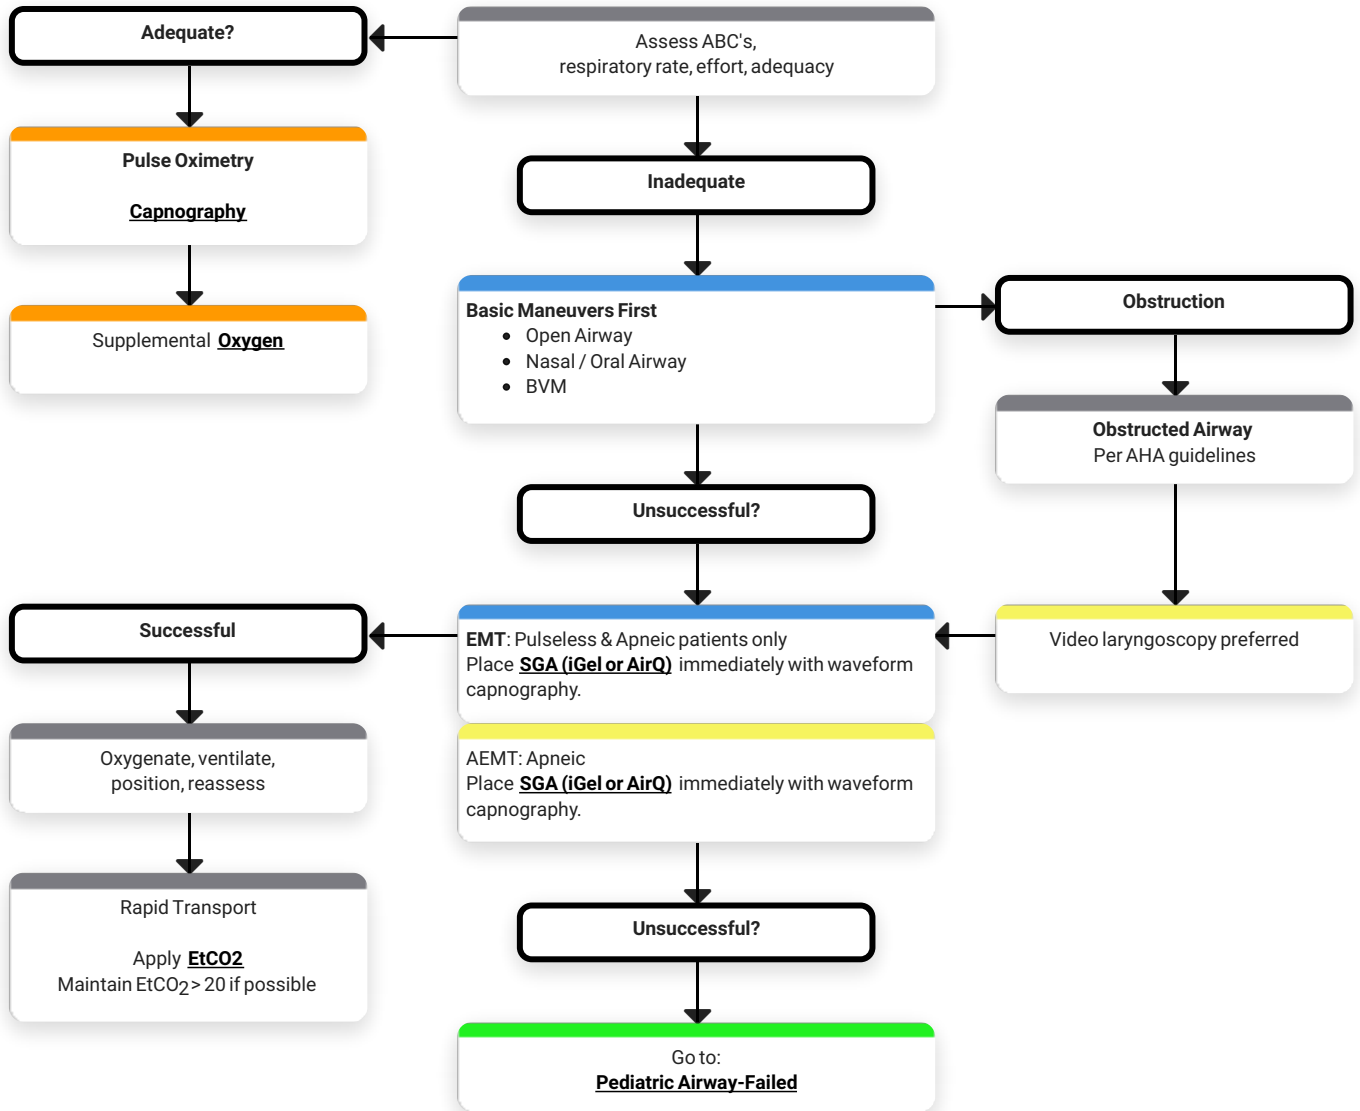 Adequate?
Assess ABC's,
respiratory rate, effort, adequacy
Pulse Oximetry
Capnography
Inadequate
Supplemental Oxygen
Basic Maneuvers First
• Open Airway
• Nasal / Oral Airway
• BVM
Obstruction
Obstructed Airway
Per AHA guidelines
Unsuccessful?
Successful
EMT: Pulseless & Apneic patients only
Place SGA (iGel or AirQ) immediately with waveform
capnography.
Video laryngoscopy preferred
AEMT: Apneic
Place SGA (iGel or AirQ) immediately with waveform
capnography.
Oxygenate, ventilate,
position, reassess
Rapid Transport
Apply EtCO2
Maintain EtCO2> 20 if possible
Unsuccessful?
Go to:
Pediatric Airway-Failed